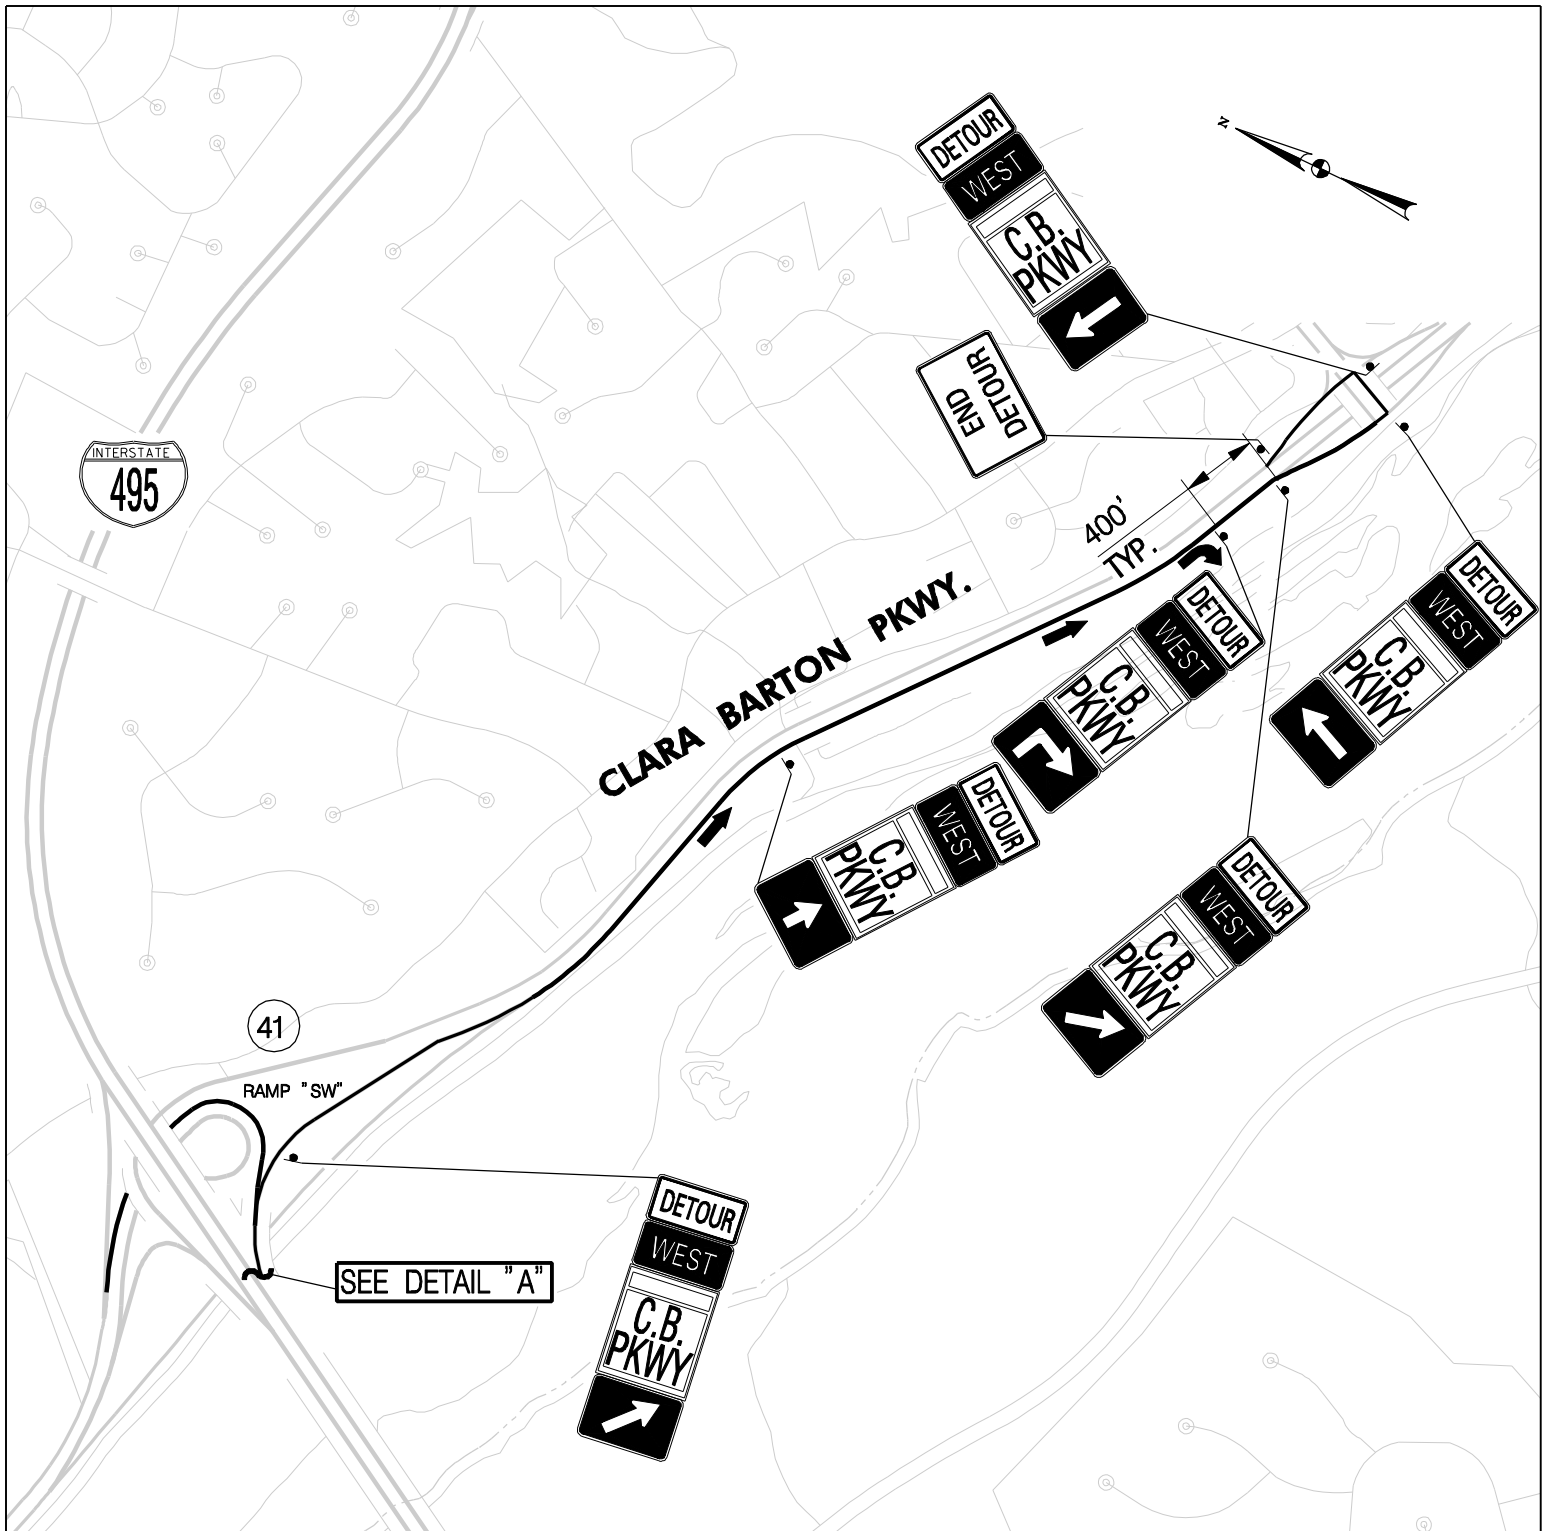 DETOUR
WEST
C.B.
PKWY
N
END
DETOUR
INTERSTATE
495
400'
TYP.
CLARA BARTON PKWY.
DETOUR
WEST
C.B.
PKWY
DETOUR
WEST
C.B.
PKWY
DETOUR
WEST
C.B.
PKWY
DETOUR
WEST
C.B.
PKWY
41
RAMP "SW"
SEE DETAIL "A"
DETOUR
WEST
C.B.
PKWY